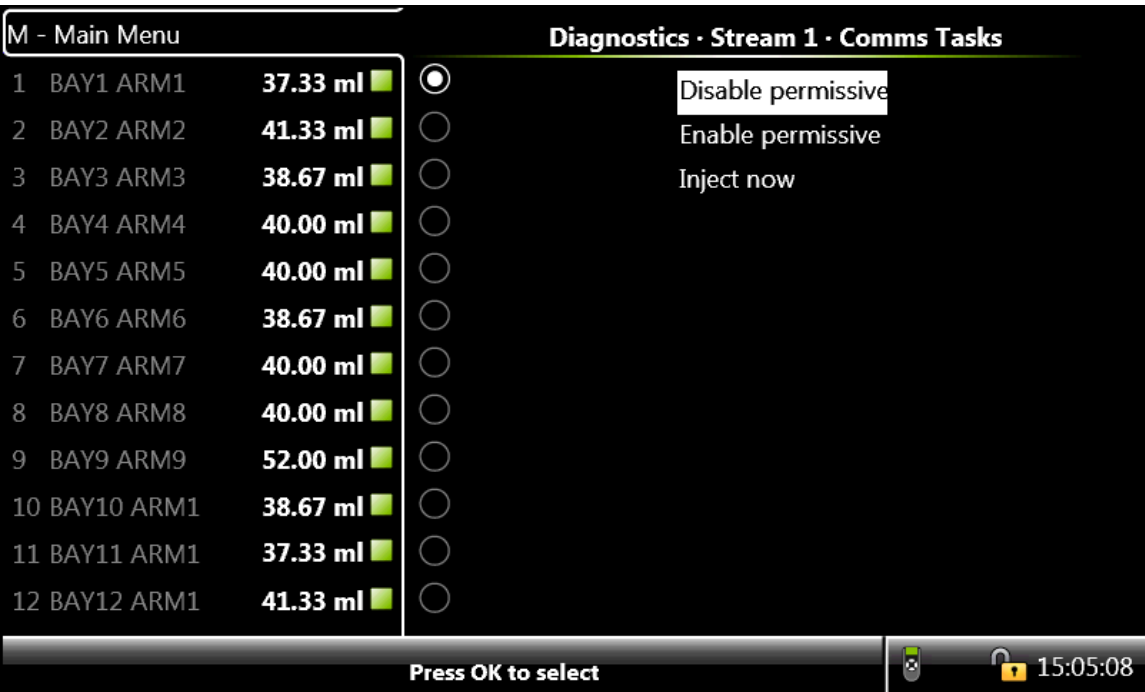 M - Main Menu
Diagnostics · Stream 1 · Comms Tasks
1 BAY1 ARM1 37.33 ml
2 BAY2 ARM2 41.33 ml
3 BAY3 ARM3 38.67 ml
4 BAY4 ARM4 40.00 ml
5 BAY5 ARM5 40.00 ml
6 BAY6 ARM6 38.67 ml
7 BAY7 ARM7 40.00 ml
8 BAY8 ARM8 40.00 ml
9 BAY9 ARM9 52.00 ml
10 BAY10 ARM1 38.67 ml
11 BAY11 ARM1 37.33 ml
12 BAY12 ARM1 41.33 ml
Disable permissive
Enable permissive
Inject now
Press OK to select
15:05:08